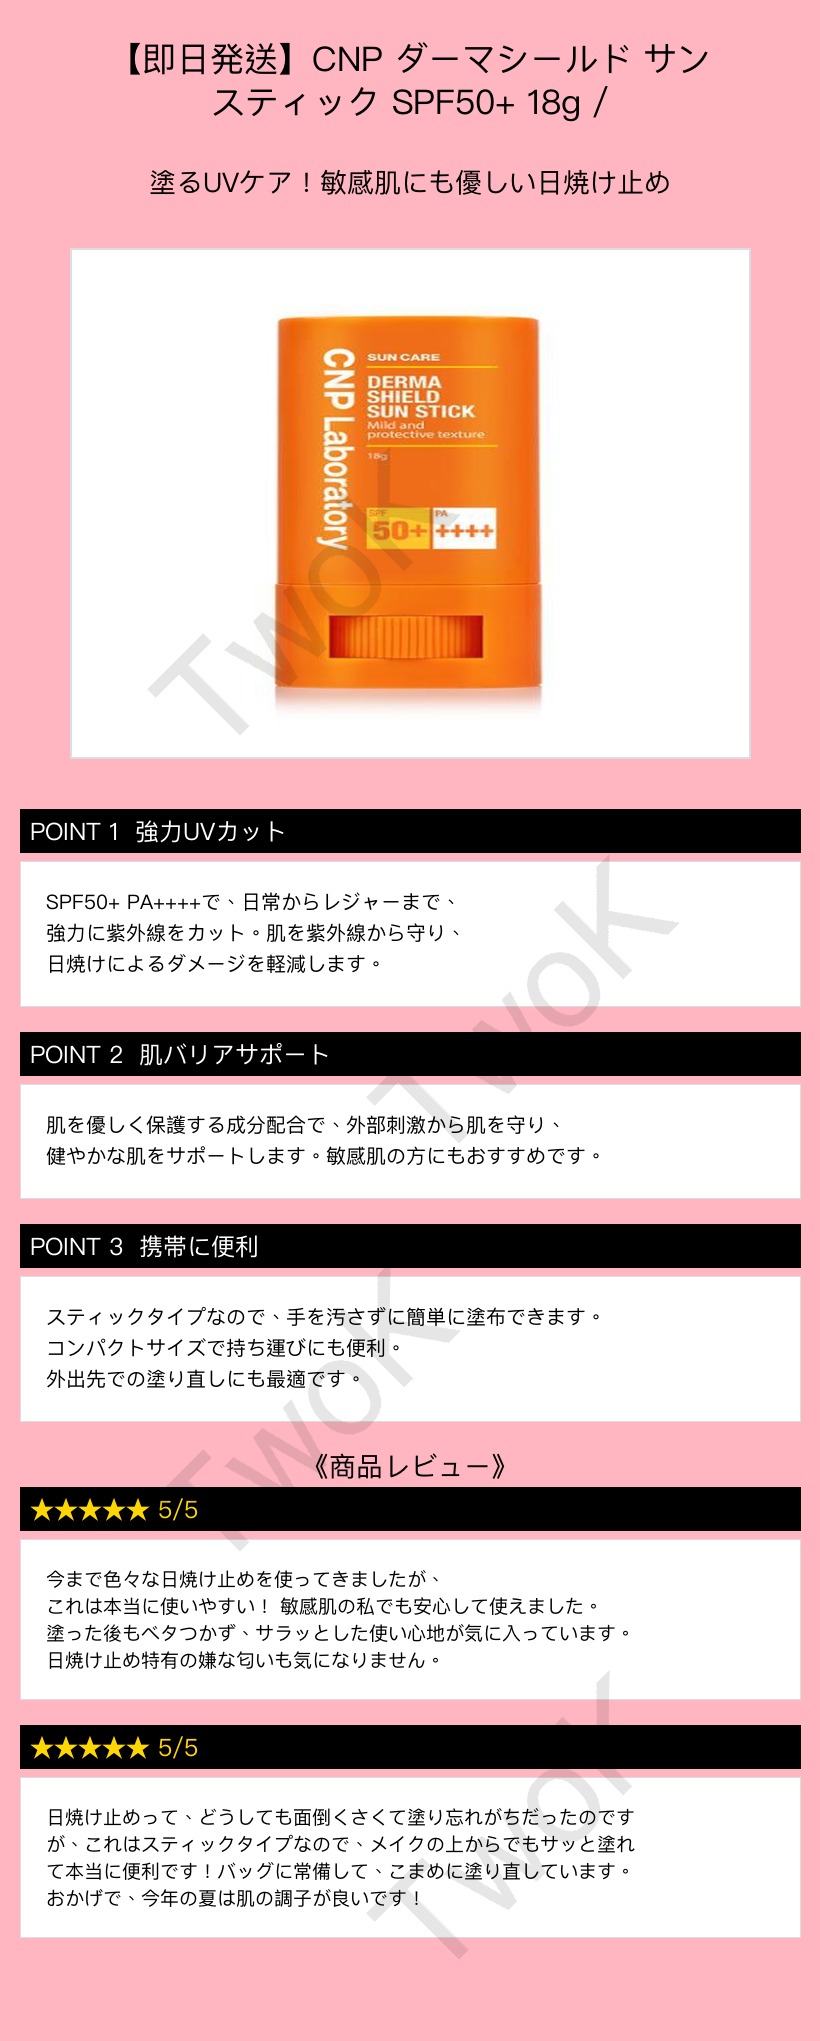 【即日発送】CNP ダーマシールド サン
スティック SPF50+ 18g /
塗るUVケア！敏感肌にも優しい日焼け止め
CNP Laboratory
SUN CARE
DERMA
SHIELD
SUN STICK
Mild and
protective texture
18g
SPF
50+
PA
++++
TwoK
POINT 1 強力UVカット
SPF50+ PA++++で、日常からレジャーまで、
強力に紫外線をカット。肌を紫外線から守り、
日焼けによるダメージを軽減します。
TwoK
POINT 2 肌バリアサポート
肌を優しく保護する成分配合で、外部刺激から肌を守り、
健やかな肌をサポートします。敏感肌の方にもおすすめです。
POINT 3 携帯に便利
スティックタイプなので、手を汚さずに簡単に塗布できます。
コンパクトサイズで持ち運びにも便利。
外出先での塗り直しにも最適です。
TwoK
《商品レビュー》
★★★★★ 5/5
今まで色々な日焼け止めを使ってきましたが、
これは本当に使いやすい！ 敏感肌の私でも安心して使えました。
塗った後もベタつかず、サラッとした使い心地が気に入っています。
日焼け止め特有の嫌な匂いも気になりません。
★★★★★ 5/5
日焼け止めって、どうしても面倒くさくて塗り忘れがちだったのです
が、これはスティックタイプなので、メイクの上からでもサッと塗れ
て本当に便利です！バッグに常備して、こまめに塗り直しています。
おかげで、今年の夏は肌の調子が良いです！
TwoK